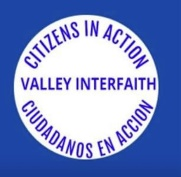 CITIZENS IN ACTION
VALLEY INTERFAITH
CIUDADANOS EN ACCION